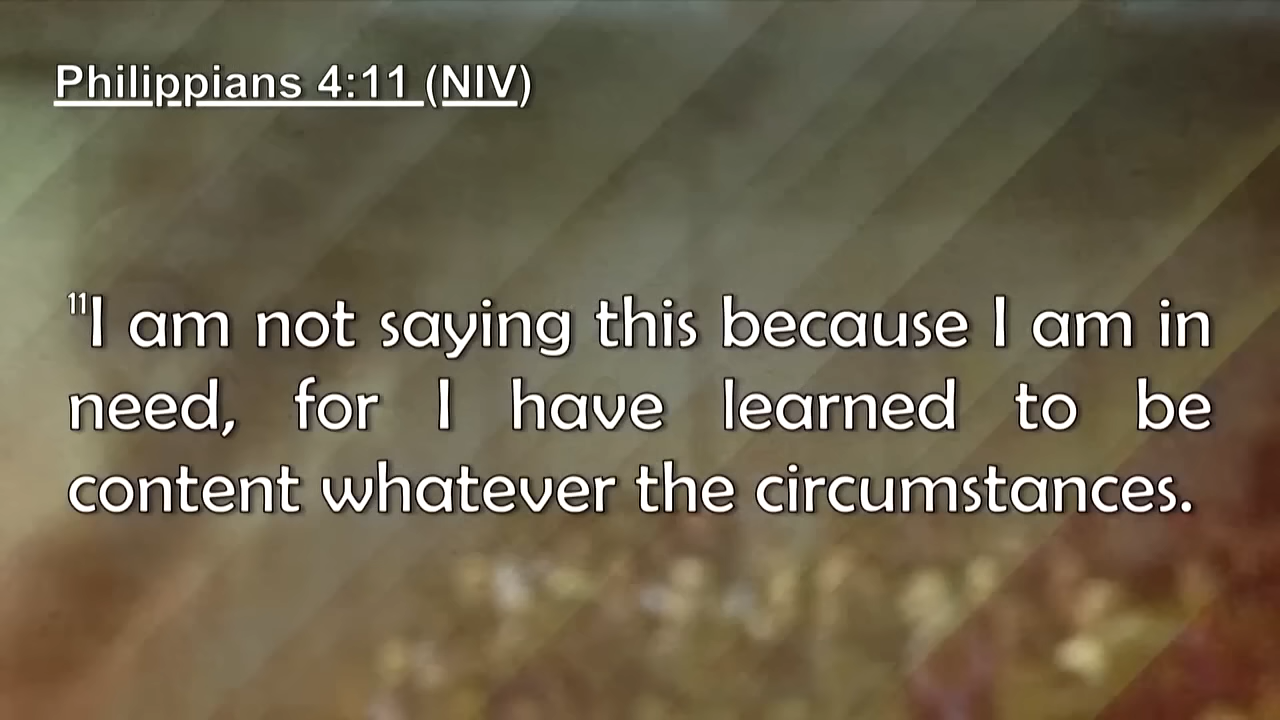 Philippians 4:11 (NIV)
¹¹I am not saying this because I am in
need, for I have learned to be
content whatever the circumstances.